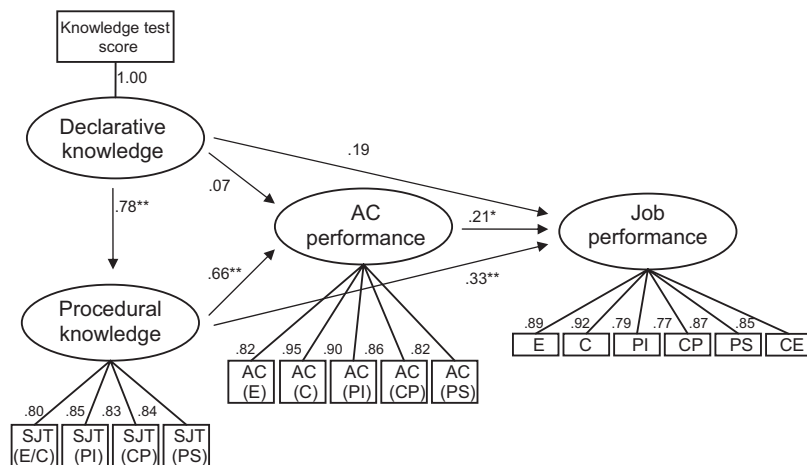 Knowledge test
score
1.00
Declarative
knowledge
.19
.07
.78**
AC
performance
.21*
Job
performance
.66**
.33**
Procedural
knowledge
.82 .95 .90 .86 .82
AC
(E)
AC
(C)
AC
(PI)
AC
(CP)
AC
(PS)
.89 .92 .79 .77 .87 .85
E C PI CP PS CE
.80 .85 .83 .84
SJT
(E/C)
SJT
(PI)
SJT
(CP)
SJT
(PS)